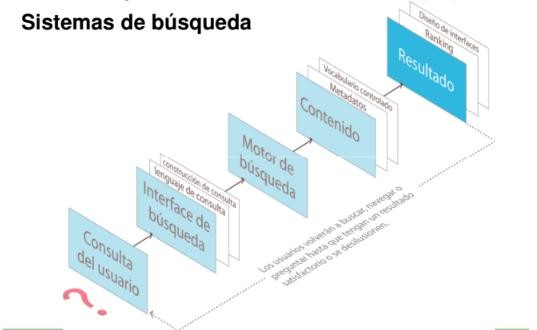 Sistemas de búsqueda
Diseño de interfaces
Ranking
Resultado
Vocabulario controlado
Metadatos
Contenido
Motor de
búsqueda
construcción de consulta
lenguaje de consulta
Interface de
búsqueda
Consulta
del usuario
?
Los usuarios volverán a buscar, navegar o
preguntar hasta que tengan un resultado
satisfactorio o se desilusionen.